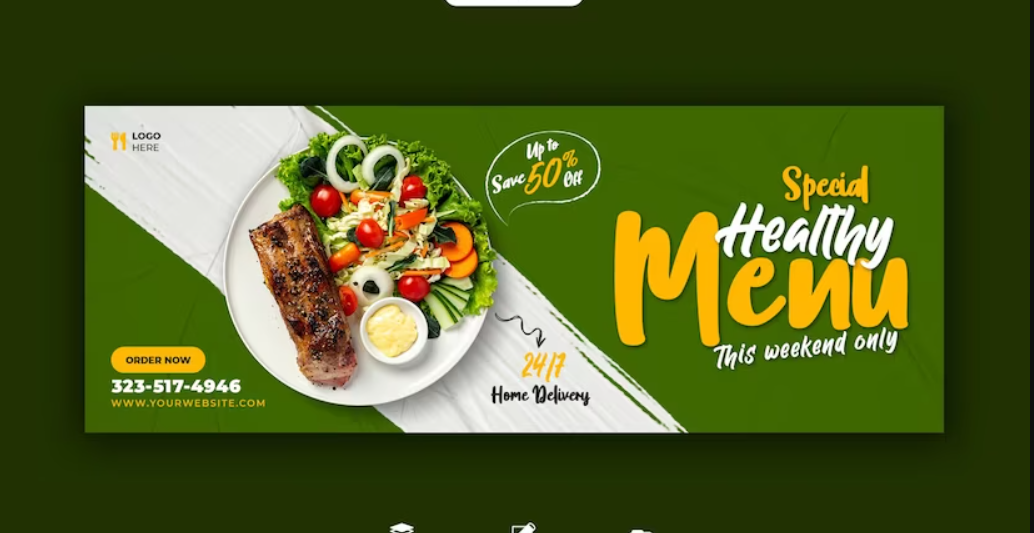 LOGO
HERE
Up to
Save 50% Off
Special
Healthy
Menu
This weekend only
24/7
Home Delivery
ORDER NOW
323-517-4946
WWW.YOURWEBSITE.COM